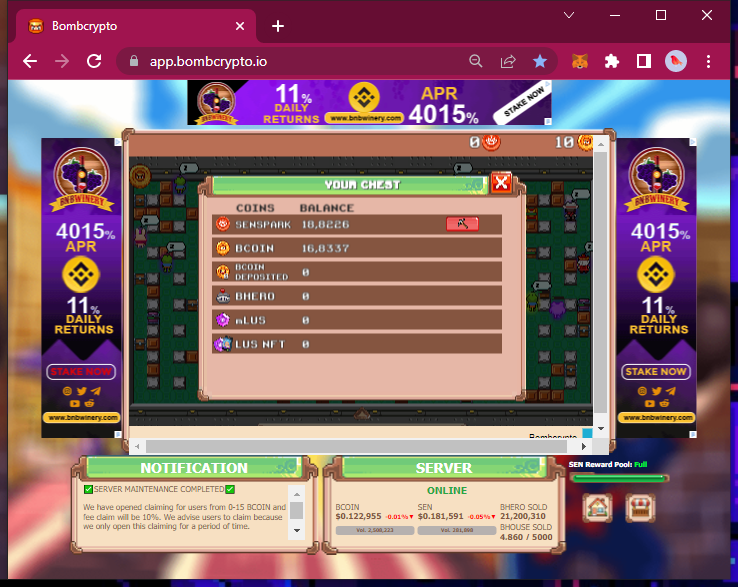 Bombcrypto
app.bombcrypto.io
BNBWINERY
11%
DAILY
RETURNS
www.bnbwinery.com
APR
4015%
STAKE NOW
0
10
BNBWINERY
4015%
APR
11%
DAILY
RETURNS
STAKE NOW
www.bnbwinery.com
YOUR CHEST
COINS BALANCE
SENSPARK 18,8226
BCOIN 16,8337
BCOIN
DEPOSITED 0
BHERO 0
mLUS 0
LUS NFT 0
BNBWINERY
4015%
APR
11%
DAILY
RETURNS
STAKE NOW
www.bnbwinery.com
Bombcrypto
NOTIFICATION
SERVER MAINTENANCE COMPLETED
We have opened claiming for users from 0-15 BCOIN and
fee claim will be 10%. We advise users to claim because
we only open this claiming for a period of time.
SERVER
ONLINE
BCOIN
$0.122,955 -0.01%▼
SEN
$0.181,591 -0.05%▼
BHERO SOLD
21,200,310
BHOUSE SOLD
4.860 / 5000
SEN Reward Pool: Full